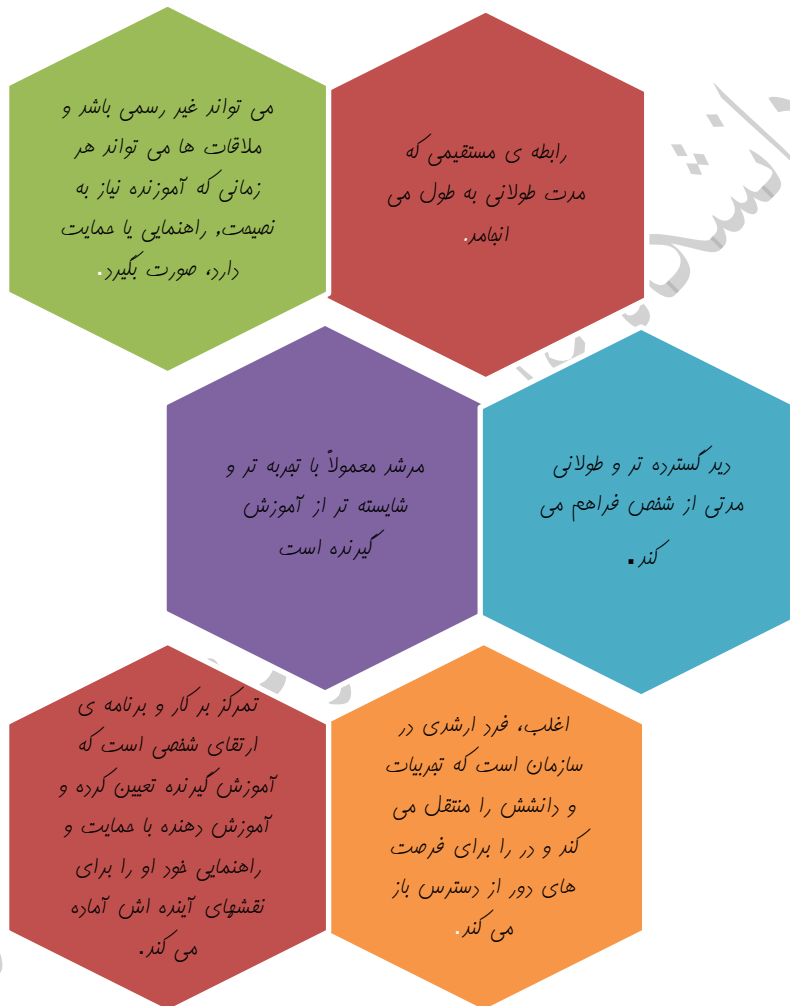 رابطه ی مستقیمی که
مدت طولانی به طول می
انجامد.
می تواند غیر رسمی باشد و
ملاقات ها می تواند هر
زمانی که آموزنده نیاز به
نصیحت, راهنمایی یا حمایت
دارد، صورت بگیرد.
دید گسترده تر و طولانی
مدتی از شخص فراهم می
کند.
مرشد معمولاً با تجربه تر و
شایسته تر از آموزش
گیرنده است
اغلب، فرد ارشدی در
سازمان است که تجربیات
و دانشش را منتقل می
کند و در را برای فرصت
های دور از دسترس باز
می کند.
تمرکز بر کار و برنامه ی
ارتقای شخصی است که
آموزش گیرنده تعیین کرده و
آموزش دهنده با حمایت و
راهنمایی خود او را برای
نقشهای آینده اش آماده
می کند.